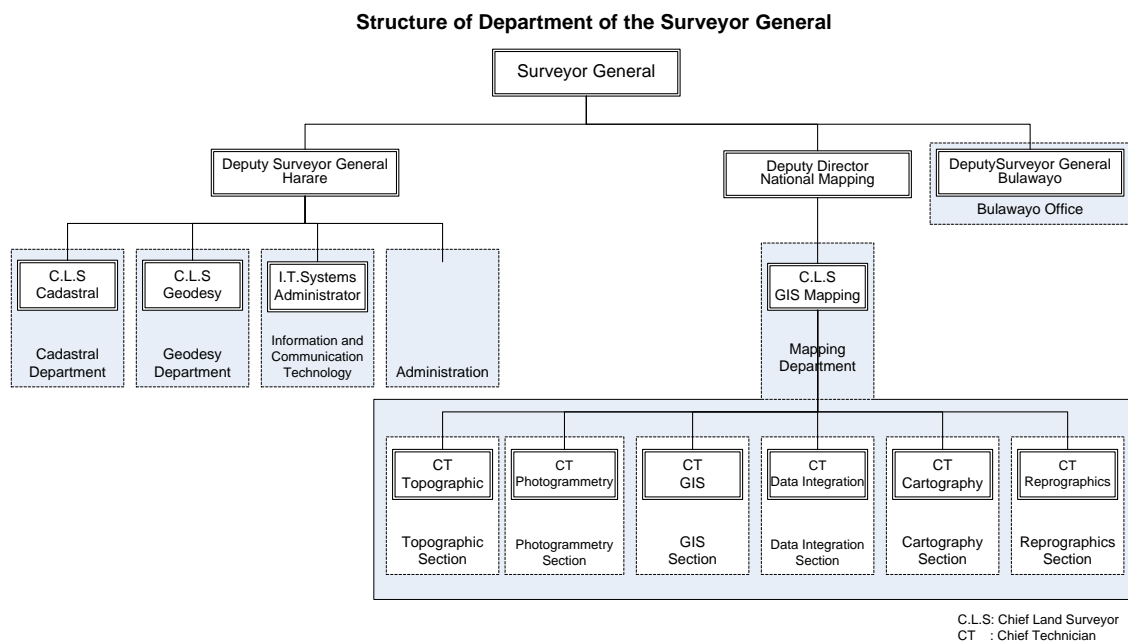 Structure of Department of the Surveyor General
Surveyor General
Deputy Surveyor General
Harare
Deputy Director
National Mapping
DeputySurveyor General
Bulawayo
Bulawayo Office
C.L.S
Cadastral
Cadastral
Department
C.L.S
Geodesy
Geodesy
Department
I.T.Systems
Administrator
Information and
Communication
Technology
Administration
C.L.S
GIS Mapping
Mapping
Department
CT
Topographic
Topographic
Section
CT
Photogrammetry
Photogrammetry
Section
CT
GIS
GIS
Section
CT
Data Integration
Data Integration
Section
CT
Cartography
Cartography
Section
CT
Reprographics
Reprographics
Section
C.L.S: Chief Land Surveyor
CT : Chief Technician